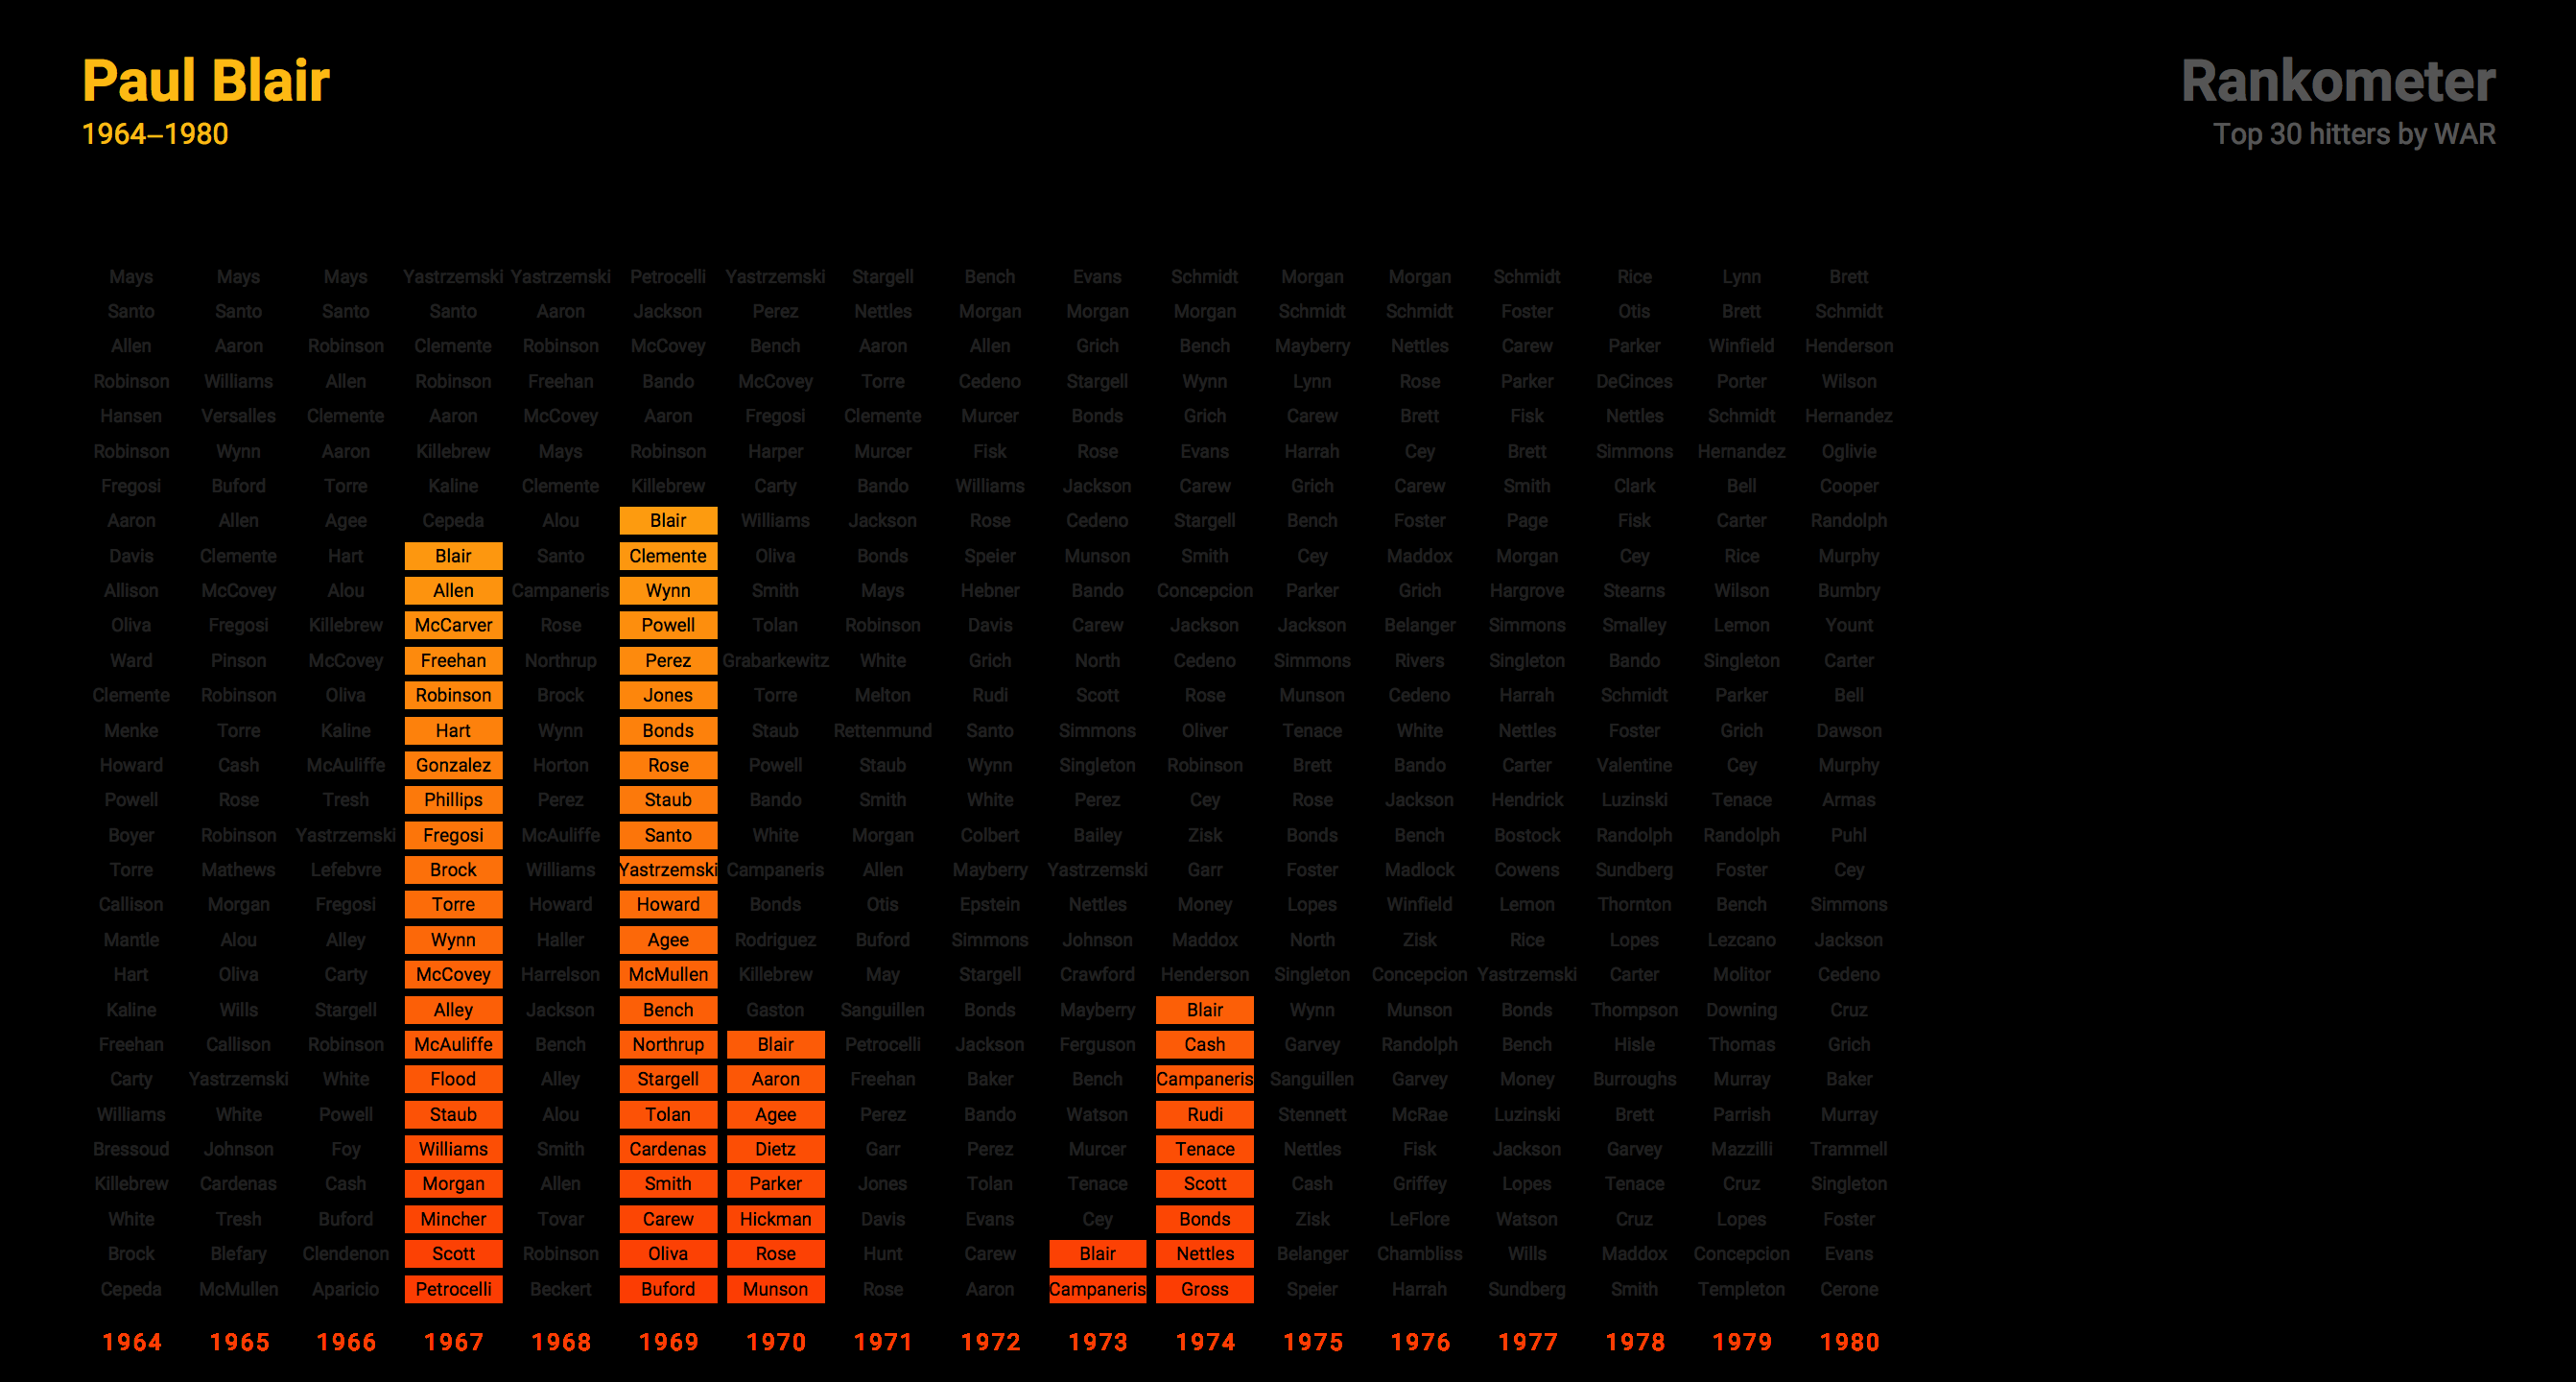 Paul Blair
1964–1980
Rankometer
Top 30 hitters by WAR
Mays Mays Mays Yastrzemski Yastrzemski Petrocelli Yastrzemski Stargell Bench Evans Schmidt Morgan Morgan Schmidt Rice Lynn Brett
Santo Santo Santo Santo Aaron Jackson Perez Nettles Morgan Morgan Morgan Schmidt Schmidt Foster Otis Brett Schmidt
Allen Aaron Robinson Clemente Robinson McCovey Bench Aaron Allen Grich Bench Mayberry Nettles Carew Parker Winfield Henderson
Robinson Williams Allen Robinson Freehan Bando McCovey Torre Cedeno Stargell Wynn Lynn Rose Parker DeCinces Porter Wilson
Hansen Versalles Clemente Aaron McCovey Aaron Fregosi Clemente Murcer Bonds Grich Carew Brett Fisk Nettles Schmidt Hernandez
Robinson Wynn Aaron Killebrew Mays Robinson Harper Murcer Fisk Rose Evans Harrah Cey Brett Simmons Hernandez Oglivie
Fregosi Buford Torre Kaline Clemente Killebrew Carty Bando Williams Jackson Carew Grich Carew Smith Clark Bell Cooper
Aaron Allen Agee Cepeda Alou Blair Williams Jackson Rose Cedeno Stargell Bench Foster Page Fisk Carter Randolph
Davis Clemente Hart Blair Santo Clemente Oliva Bonds Speier Munson Smith Cey Maddox Morgan Cey Rice Murphy
Allison McCovey Alou Allen Campaneris Wynn Smith Mays Hebner Bando Concepcion Parker Grich Hargrove Stearns Wilson Bumbry
Oliva Fregosi Killebrew McCarver Rose Powell Tolan Robinson Davis Carew Jackson Jackson Belanger Simmons Smalley Lemon Yount
Ward Pinson McCovey Freehan Northrup Perez Grabarkewitz White Grich North Cedeno Simmons Rivers Singleton Bando Singleton Carter
Clemente Robinson Oliva Robinson Brock Jones Torre Melton Rudi Scott Rose Munson Cedeno Harrah Schmidt Parker Bell
Menke Torre Kaline Hart Wynn Bonds Staub Rettenmund Santo Simmons Oliver Tenace White Nettles Foster Grich Dawson
Howard Cash McAuliffe Gonzalez Horton Rose Powell Staub Wynn Singleton Robinson Brett Bando Carter Valentine Cey Murphy
Powell Rose Tresh Phillips Perez Staub Bando Smith White Perez Cey Rose Jackson Hendrick Luzinski Tenace Armas
Boyer Robinson Yastrzemski Fregosi McAuliffe Santo White Morgan Colbert Bailey Zisk Bonds Bench Bostock Randolph Randolph Puhl
Torre Mathews Lefebvre Brock Williams Yastrzemski Campaneris Allen Mayberry Yastrzemski Garr Foster Madlock Cowens Sundberg Foster Cey
Callison Morgan Fregosi Torre Howard Howard Bonds Otis Epstein Nettles Money Lopes Winfield Lemon Thornton Bench Simmons
Mantle Alou Alley Wynn Haller Agee Rodriguez Buford Simmons Johnson Maddox North Zisk Rice Lopes Lezcano Jackson
Hart Oliva Carty McCovey Harrelson McMullen Killebrew May Stargell Crawford Henderson Singleton Concepcion Yastrzemski Carter Molitor Cedeno
Kaline Wills Stargell Alley Jackson Bench Gaston Sanguillen Bonds Mayberry Blair Wynn Munson Bonds Thompson Downing Cruz
Freehan Callison Robinson McAuliffe Bench Northrup Blair Petrocelli Jackson Ferguson Cash Garvey Randolph Bench Hisle Thomas Grich
Carty Yastrzemski White Flood Alley Stargell Aaron Freehan Baker Bench Campaneris Sanguillen Garvey Money Burroughs Murray Baker
Williams White Powell Staub Alou Tolan Agee Perez Bando Watson Rudi Stennett McRae Luzinski Brett Parrish Murray
Bressoud Johnson Foy Williams Smith Cardenas Dietz Garr Perez Murcer Tenace Nettles Fisk Jackson Garvey Mazzilli Trammell
Killebrew Cardenas Cash Morgan Allen Smith Parker Jones Tolan Tenace Scott Cash Griffey Lopes Tenace Cruz Singleton
White Tresh Buford Mincher Tovar Carew Hickman Davis Evans Cey Bonds Zisk LeFlore Watson Cruz Lopes Foster
Brock Blefary Clendenon Scott Robinson Oliva Rose Hunt Carew Blair Nettles Belanger Chambliss Wills Maddox Concepcion Evans
Cepeda McMullen Aparicio Petrocelli Beckert Buford Munson Rose Aaron Campaneris Gross Speier Harrah Sundberg Smith Templeton Cerone
1964 1965 1966 1967 1968 1969 1970 1971 1972 1973 1974 1975 1976 1977 1978 1979 1980